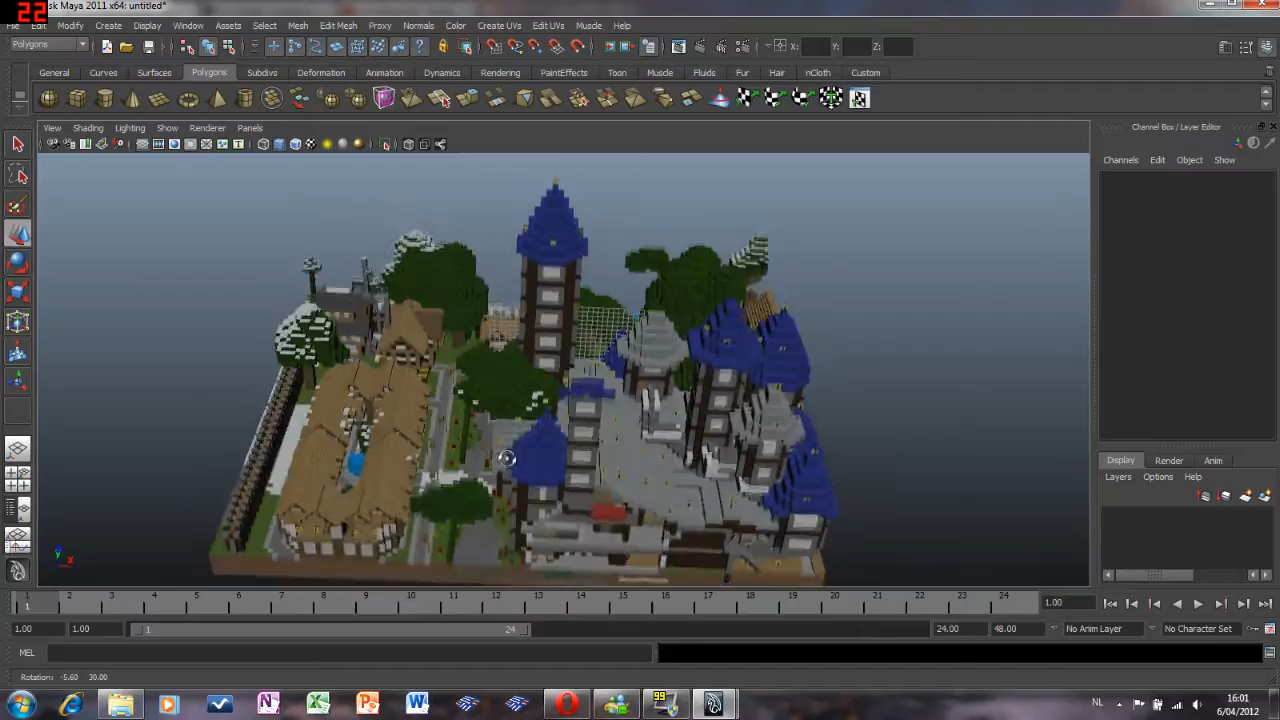 22
sk Maya 2011 x64: untitled*
File Edit Modify Create Display Window Assets Select Mesh Edit Mesh Proxy Normals Color Create UVs Edit UVs Muscle Help
Polygons X: Y: Z:
General Curves Surfaces Polygons Subdivs Deformation Animation Dynamics Rendering PaintEffects Toon Muscle Fluids Fur Hair nCloth Custom
View Shading Lighting Show Renderer Panels
Channel Box / Layer Editor
Channels Edit Object Show
Display Render Anim
Layers Options Help
y x
1 2 3 4 5 6 7 8 9 10 11 12 13 14 15 16 17 18 19 20 21 22 23 24
1 1.00
1.00 1.00 1 24 24.00 48.00 No Anim Layer No Character Set
MEL
Rotations: -5.60 30.00
99
NL 16:01
6/04/2012